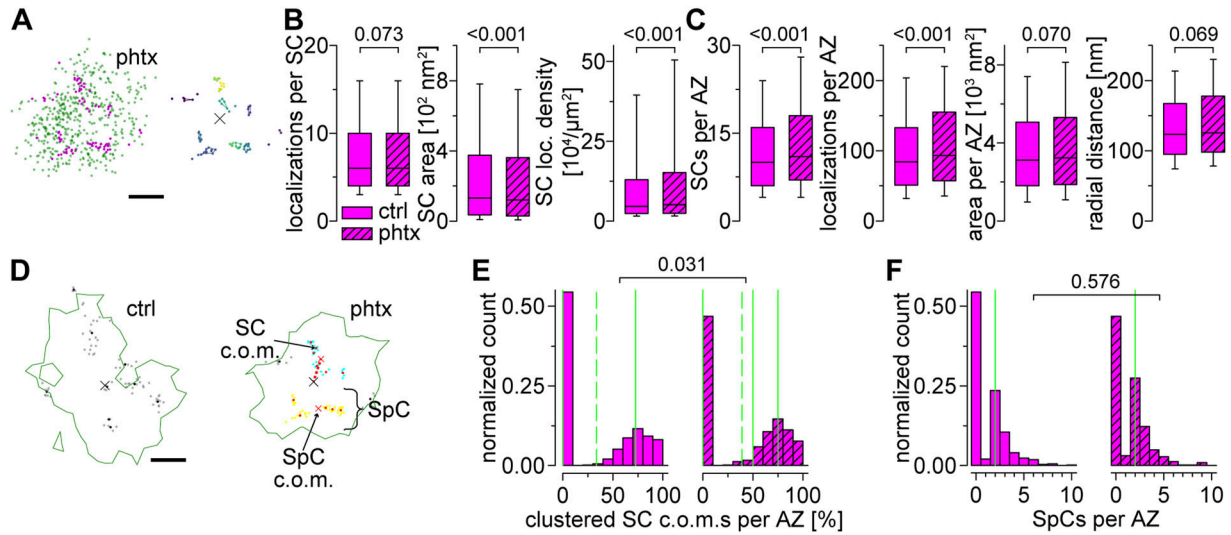 A
phtx
B
localizations per SC
20
10
0
0.073
ctrl
phtx
SC area [10² nm²]
8
4
0
<0.001
SC loc. density
[10⁴/µm²]
50
25
0
<0.001
C
SCs per AZ
30
15
0
<0.001
localizations per AZ
200
100
0
<0.001
area per AZ [10³ nm²]
8
4
0
0.070
radial distance [nm]
200
100
0
0.069
D
ctrl
phtx
SC
c.o.m.
SpC
SpC
c.o.m.
E
0.031
normalized count
0.50
0.25
0.00
0 50 100 0 50 100
clustered SC c.o.m.s per AZ [%]
F
0.576
normalized count
0.50
0.25
0.00
0 5 10 0 5 10
SpCs per AZ